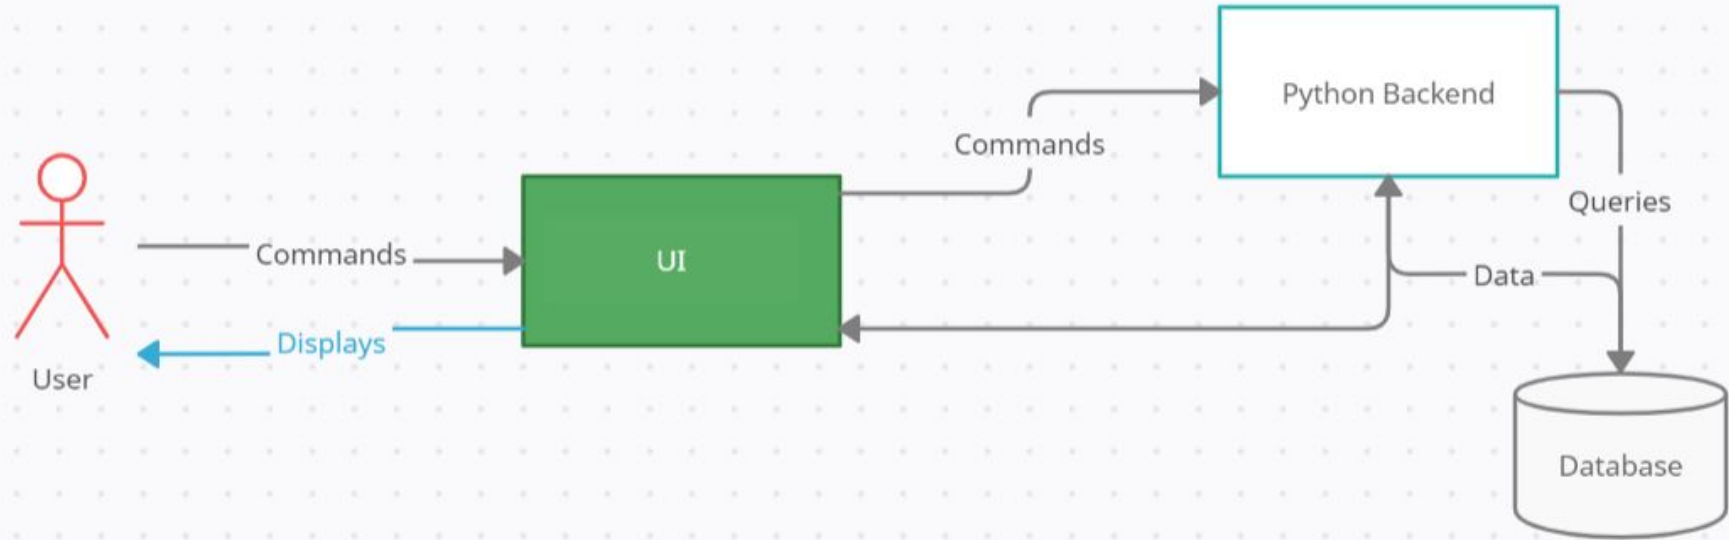 Python Backend
Commands
Queries
Commands
UI
Data
Displays
User
Database